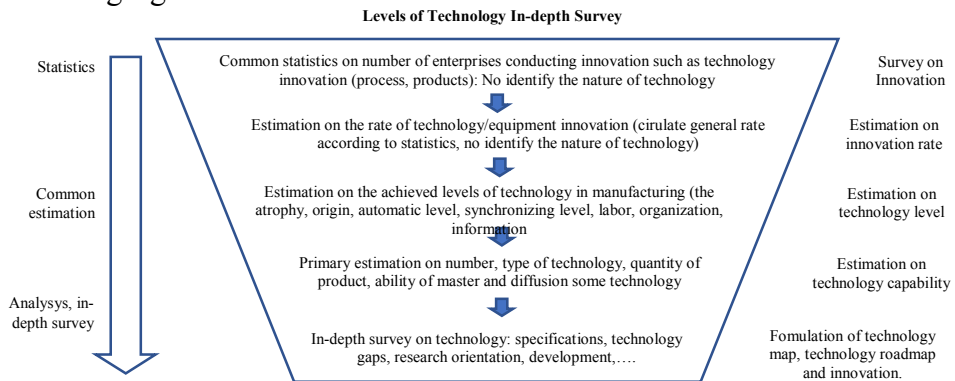 Levels of Technology In-depth Survey
Statistics
Common statistics on number of enterprises conducting innovation such as technology
innovation (process, products): No identify the nature of technology
Survey on
Innovation
Estimation on the rate of technology/equipment innovation (cirulate general rate
according to statistics, no identify the nature of technology)
Estimation on
innovation rate
Common
estimation
Estimation on the achieved levels of technology in manufacturing (the
atrophy, origin, automatic level, synchronizing level, labor, organization,
information
Estimation on
technology level
Primary estimation on number, type of technology, quantity of
product, ability of master and diffusion some technology
Estimation on
technology capability
Analysys, in-
depth survey
In-depth survey on technology: specifications, technology
gaps, research orientation, development,….
Fomulation of technology
map, technology roadmap
and innovation.